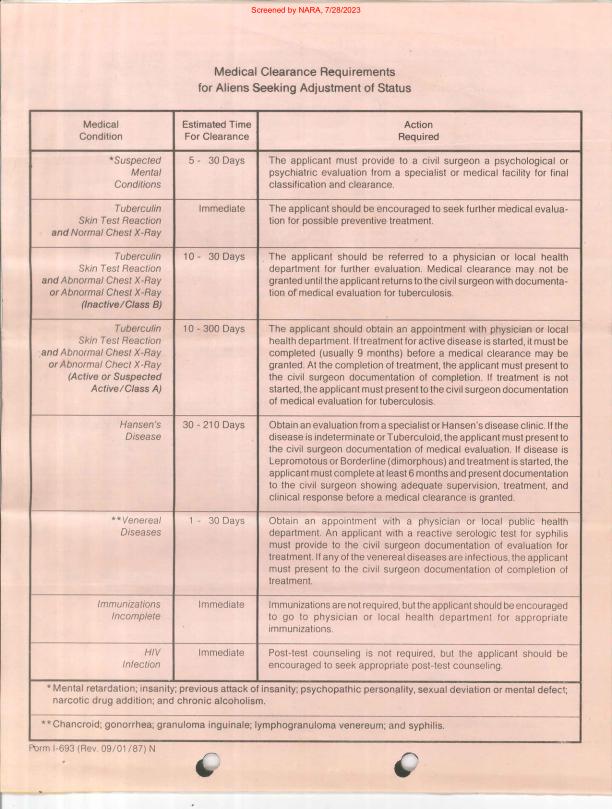 Screened by NARA, 7/28/2023
Medical Clearance Requirements
for Aliens Seeking Adjustment of Status
Medical
Condition
Estimated Time
For Clearance
Action
Required
*Suspected
Mental
Conditions
5 - 30 Days
The applicant must provide to a civil surgeon a psychological or
psychiatric evaluation from a specialist or medical facility for final
classification and clearance.
Tuberculin
Skin Test Reaction
and Normal Chest X-Ray
Immediate
The applicant should be encouraged to seek further medical evalua-
tion for possible preventive treatment.
Tuberculin
Skin Test Reaction
and Abnormal Chest X-Ray
or Abnormal Chest X-Ray
(Inactive/Class B)
10 - 30 Days
The applicant should be referred to a physician or local health
department for further evaluation. Medical clearance may not be
granted until the applicant returns to the civil surgeon with documenta-
tion of medical evaluation for tuberculosis.
Tuberculin
Skin Test Reaction
and Abnormal Chest X-Ray
or Abnormal Chect X-Ray
(Active or Suspected
Active/Class A)
10 - 300 Days
The applicant should obtain an appointment with physician or local
health department. If treatment for active disease is started, it must be
completed (usually 9 months) before a medical clearance may be
granted. At the completion of treatment, the applicant must present to
the civil surgeon documentation of completion. If treatment is not
started, the applicant must present to the civil surgeon documentation
of medical evaluation for tuberculosis.
Hansen's
Disease
30 - 210 Days
Obtain an evaluation from a specialist or Hansen's disease clinic. If the
disease is indeterminate or Tuberculoid, the applicant must present to
the civil surgeon documentation of medical evaluation. If disease is
Lepromotous or Borderline (dimorphous) and treatment is started, the
applicant must complete at least 6 months and present documentation
to the civil surgeon showing adequate supervision, treatment, and
clinical response before a medical clearance is granted.
**Venereal
Diseases
1 - 30 Days
Obtain an appointment with a physician or local public health
department. An applicant with a reactive serologic test for syphilis
must provide to the civil surgeon documentation of evaluation for
treatment. If any of the venereal diseases are infectious, the applicant
must present to the civil surgeon documentation of completion of
treatment.
Immunizations
Incomplete
Immediate
Immunizations are not required, but the applicant should be encouraged
to go to physician or local health department for appropriate
immunizations.
HIV
Infection
Immediate
Post-test counseling is not required, but the applicant should be
encouraged to seek appropriate post-test counseling.
*Mental retardation; insanity; previous attack of insanity; psychopathic personality, sexual deviation or mental defect;
narcotic drug addition; and chronic alcoholism.
**Chancroid; gonorrhea; granuloma inguinale; lymphogranuloma venereum; and syphilis.
Form I-693 (Rev. 09/01/87) N